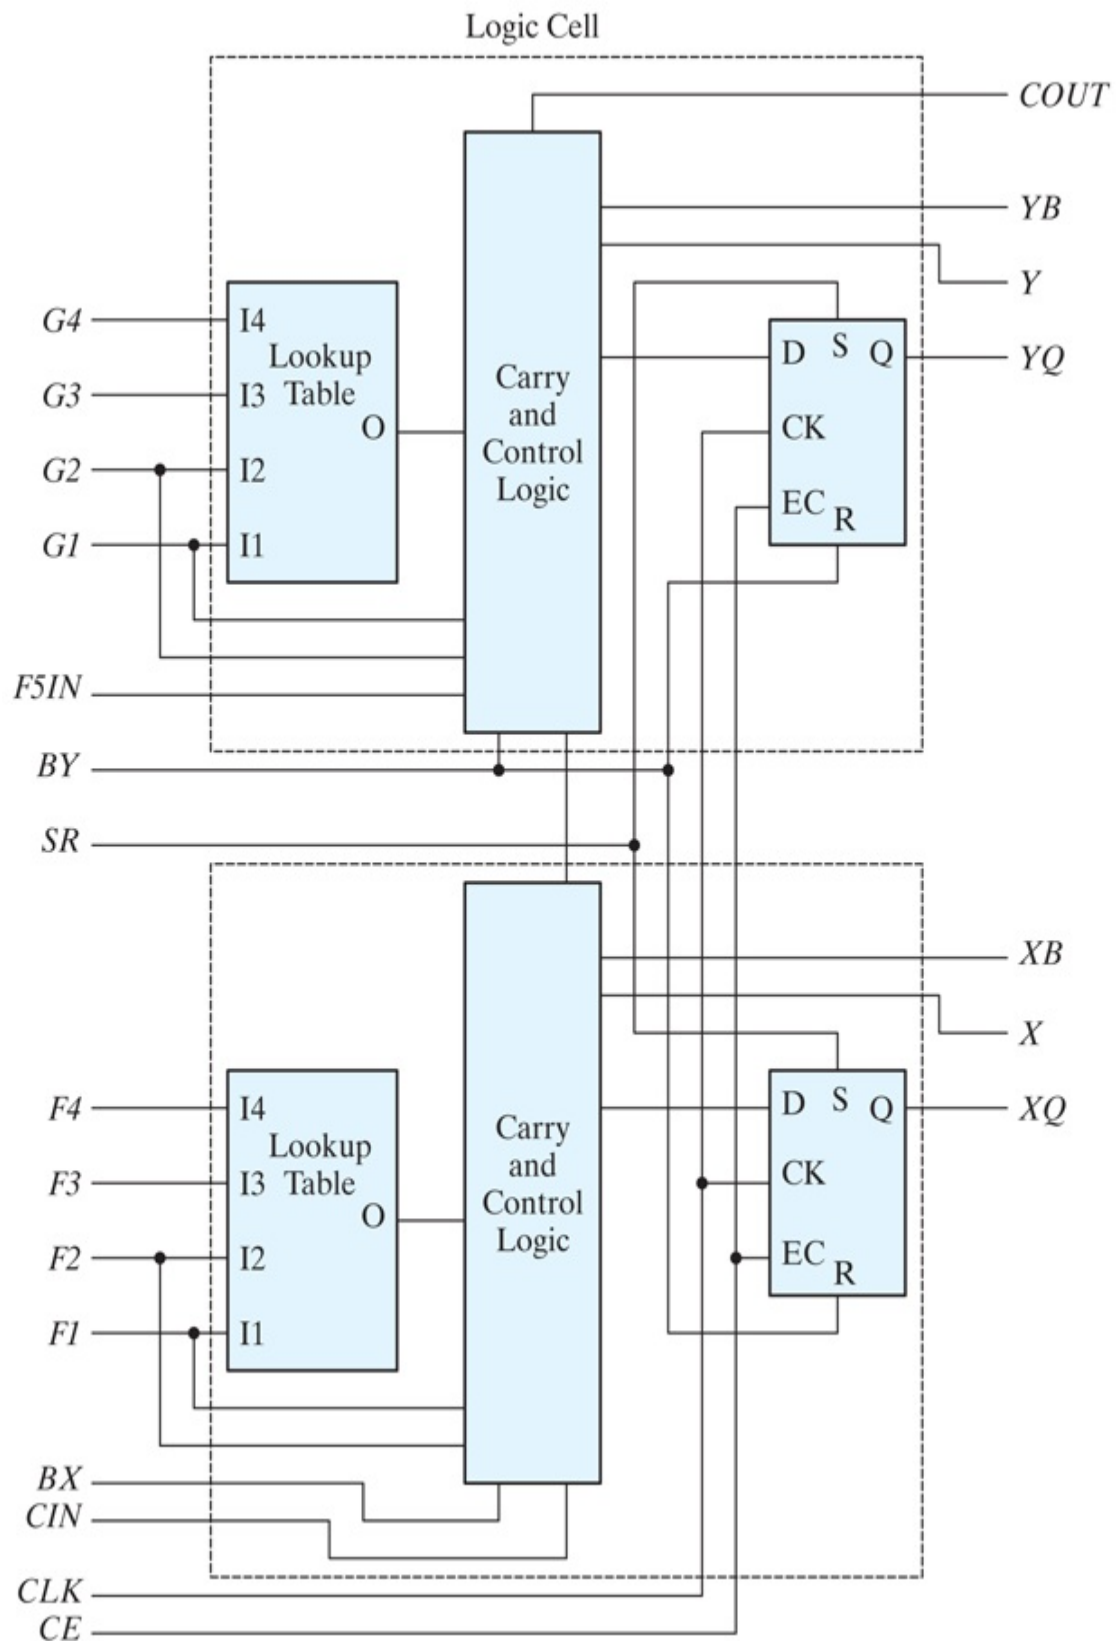 Logic Cell
COUT
YB
Y
G4
I4
Lookup
Table
G3
I3
O
G2
I2
G1
I1
Carry
and
Control
Logic
D
S
Q
YQ
CK
EC
R
F5IN
BY
SR
XB
X
F4
I4
Lookup
Table
F3
I3
O
F2
I2
F1
I1
Carry
and
Control
Logic
D
S
Q
XQ
CK
EC
R
BX
CIN
CLK
CE